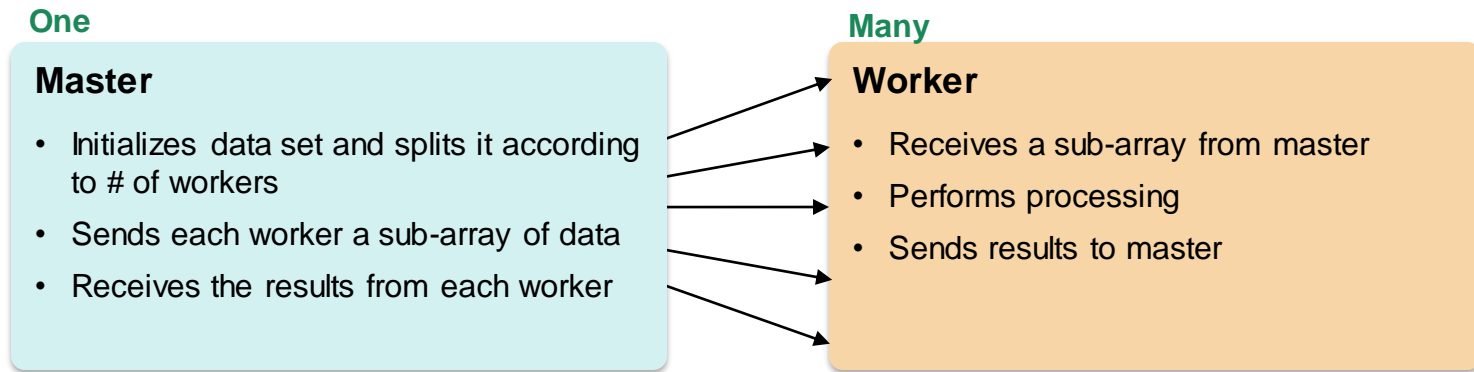 One
Master
• Initializes data set and splits it according
to # of workers
• Sends each worker a sub-array of data
• Receives the results from each worker
Many
Worker
• Receives a sub-array from master
• Performs processing
• Sends results to master